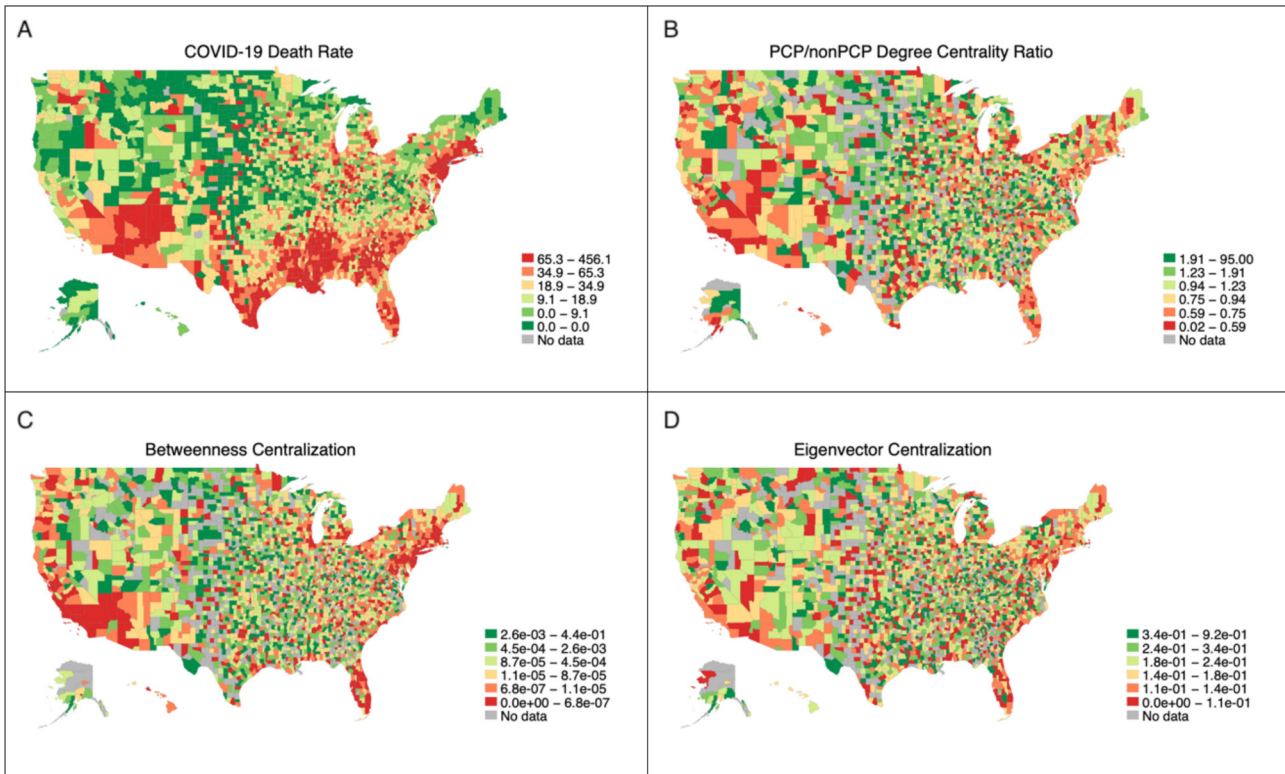 A
COVID-19 Death Rate
65.3 – 456.1
34.9 – 65.3
18.9 – 34.9
9.1 – 18.9
0.0 – 9.1
0.0 – 0.0
No data
B
PCP/nonPCP Degree Centrality Ratio
1.91 – 95.00
1.23 – 1.91
0.94 – 1.23
0.75 – 0.94
0.59 – 0.75
0.02 – 0.59
No data
C
Betweenness Centralization
2.6e-03 – 4.4e-01
4.5e-04 – 2.6e-03
8.7e-05 – 4.5e-04
1.1e-05 – 8.7e-05
6.8e-07 – 1.1e-05
0.0e+00 – 6.8e-07
No data
D
Eigenvector Centralization
3.4e-01 – 9.2e-01
2.4e-01 – 3.4e-01
1.8e-01 – 2.4e-01
1.4e-01 – 1.8e-01
1.1e-01 – 1.4e-01
0.0e+00 – 1.1e-01
No data